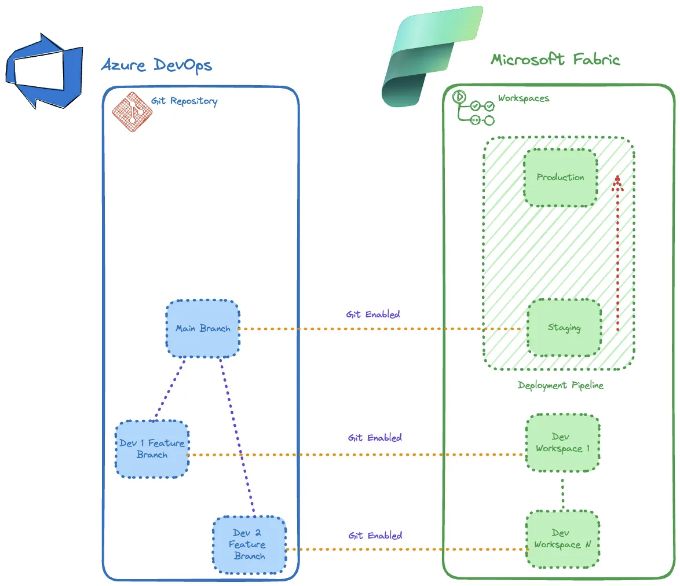 Azure DevOps
Microsoft Fabric
Git Repository
Workspaces
Production
Main Branch
Git Enabled
Staging
Deployment Pipeline
Dev 1 Feature
Branch
Git Enabled
Dev
Workspace 1
Dev 2
Feature
Branch
Git Enabled
Dev
Workspace N